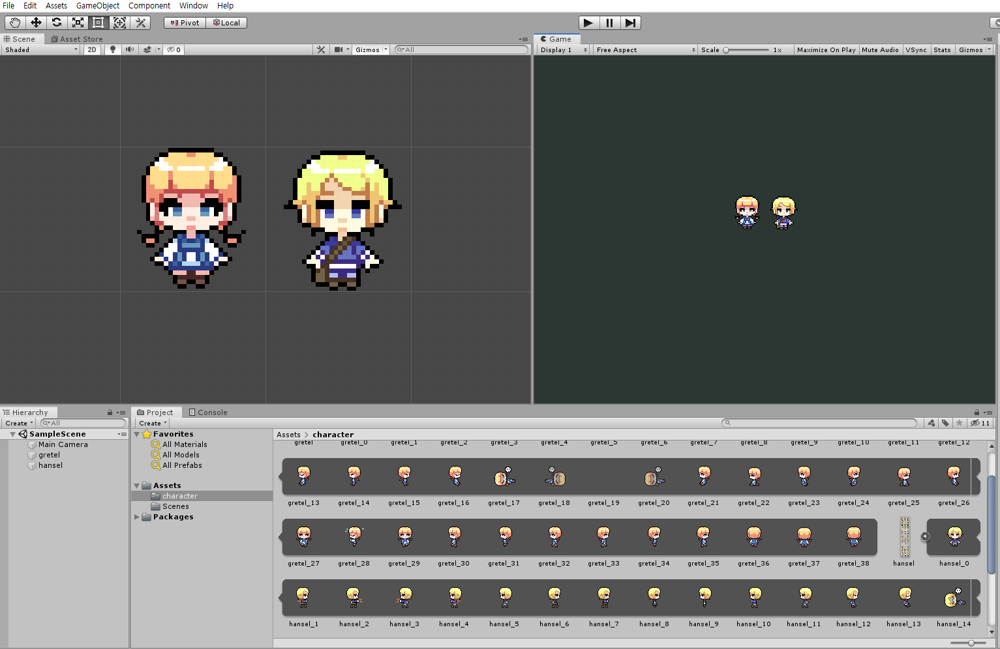 File Edit Assets GameObject Component Window Help
Pivot Local
Scene Asset Store
Shaded 2D 0 Gizmos All
Game
Display 1 Free Aspect Scale 1x Maximize On Play Mute Audio VSync Stats Gizmos
Hierarchy
Create All
SampleScene
Main Camera
gretel
hansel
Project Console
Create 11
Favorites
All Materials
All Models
All Prefabs
Assets
character
Scenes
Packages
Assets > character
gretel gretel_0 gretel_1 gretel_2 gretel_3 gretel_4 gretel_5 gretel_6 gretel_7 gretel_8 gretel_9 gretel_10 gretel_11 gretel_12
gretel_13 gretel_14 gretel_15 gretel_16 gretel_17 gretel_18 gretel_19 gretel_20 gretel_21 gretel_22 gretel_23 gretel_24 gretel_25 gretel_26
gretel_27 gretel_28 gretel_29 gretel_30 gretel_31 gretel_32 gretel_33 gretel_34 gretel_35 gretel_36 gretel_37 gretel_38 hansel hansel_0
hansel_1 hansel_2 hansel_3 hansel_4 hansel_5 hansel_6 hansel_7 hansel_8 hansel_9 hansel_10 hansel_11 hansel_12 hansel_13 hansel_14